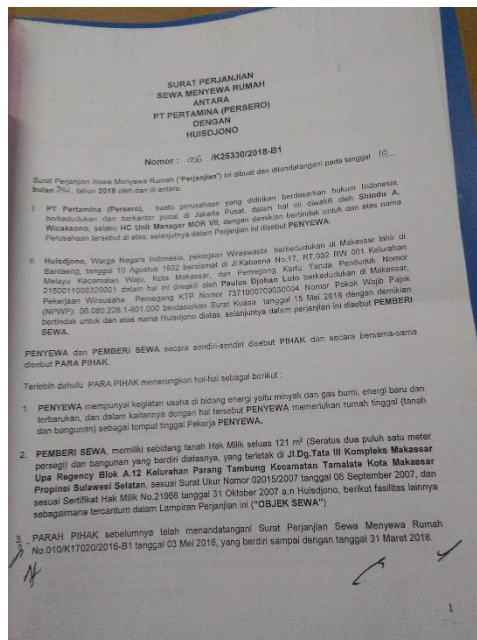 SURAT PERJANJIAN
SEWA MENYEWA RUMAH
ANTARA
PT PERTAMINA (PERSERO)
DENGAN
HUISDJONO
Nomor : 006 /K25330/2018-B1
Surat Perjanjian Sewa Menyewa Rumah ("Perjanjian") ini dibuat dan ditandatangani pada tanggal 10
bulan Juli, tahun 2018 oleh dan di antara:
I. PT Pertamina (Persero), suatu perusahaan yang didirikan berdasarkan hukum Indonesia,
berkedudukan dan berkantor pusat di Jakarta Pusat, dalam hal ini diwakili oleh Shindu A.
Wicaksono, selaku HC Unit Manager MOR VII, dengan demikian bertindak untuk dan atas nama
Perusahaan tersebut di atas, selanjutnya dalam Perjanjian ini disebut PENYEWA.
II. Huisdjono, Warga Negara Indonesia, pekerjaan Wiraswasta, berkedudukan di Makassar lahir di
Bantaeng, tanggal 10 Agustus 1932 beralamat di Jl.Kabaena No.17, RT.002 RW 001 Kelurahan
Melayu Kecamatan Wajo, Kota Makassar, dan Pemegang Kartu Tanda Penduduk Nomor
2150011008320001 dalam hal ini diwakili oleh Paulus Djohan Lolo berkedudukan di Makassar,
Pekerjaan Wirausaha Pemegang KTP Nomor 7371060709630004 Nomor Pokok Wajib Pajak
(NPWP): 06.080.226.1-801.000 berdasarkan Surat Kuasa tanggal 15 Mei 2018 dengan demikian
bertindak untuk dan atas nama Huisdjono diatas, selanjutnya dalam perjanjian ini disebut PEMBERI
SEWA.
PENYEWA dan PEMBERI SEWA secara sendiri-sendiri disebut PIHAK dan secara bersama-sama
disebut PARA PIHAK.
Terlebih dahulu PARA PIHAK menerangkan hal-hal sebagai berikut :
1. PENYEWA mempunyai kegiatan usaha di bidang energi yaitu minyak dan gas bumi, energi baru dan
terbarukan, dan dalam kaitannya dengan hal tersebut PENYEWA memerlukan rumah tinggal (tanah
dan bangunan) sebagai tempat tinggal Pekerja PENYEWA.
2. PEMBERI SEWA, memiliki sebidang tanah Hak Milik seluas 121 m² (Seratus dua puluh satu meter
persegi) dan bangunan yang berdiri diatasnya, yang terletak di Jl.Dg.Tata III Kompleks Makassar
Upa Regency Blok A.12 Kelurahan Parang Tambung Kecamatan Tamalate Kota Makassar
Propinsi Sulawesi Selatan, sesuai Surat Ukur Nomor 02015/2007 tanggal 06 September 2007, dan
sesuai Sertifikat Hak Milik No.21966 tanggal 31 Oktober 2007 a.n Huisdjono, berikut fasilitas lainnya
sebagaimana tercantum dalam Lampiran Perjanjian ini ("OBJEK SEWA")
3. PARAH PIHAK sebelumnya telah menandatangani Surat Perjanjian Sewa Menyewa Rumah
No.010/K17020/2016-B1 tanggal 03 Mei 2016, yang berdiri sampai dengan tanggal 31 Maret 2018.
1